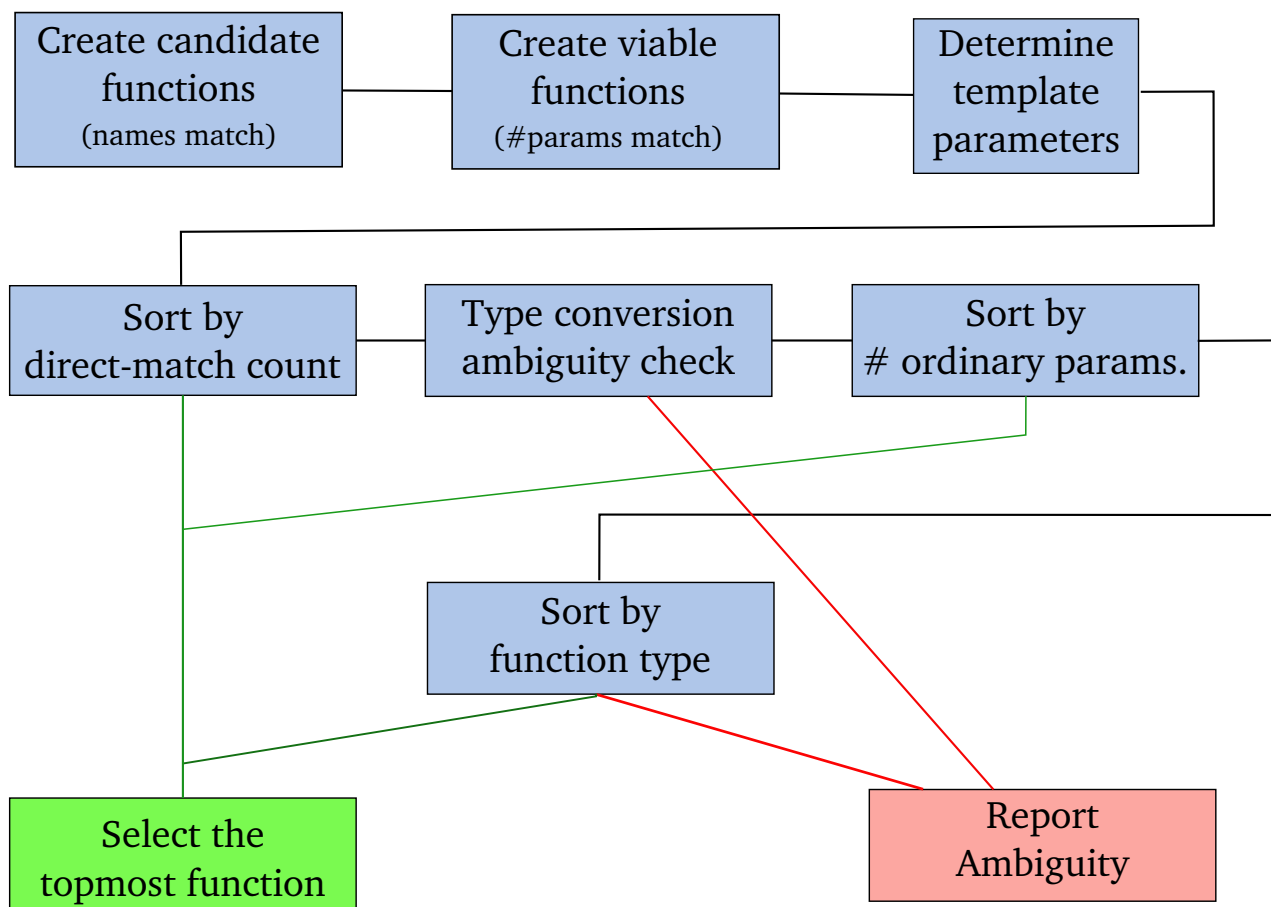 Create candidate
functions
(names match)
Create viable
functions
(#params match)
Determine
template
parameters
Sort by
direct-match count
Type conversion
ambiguity check
Sort by
# ordinary params.
Sort by
function type
Select the
topmost function
Report
Ambiguity